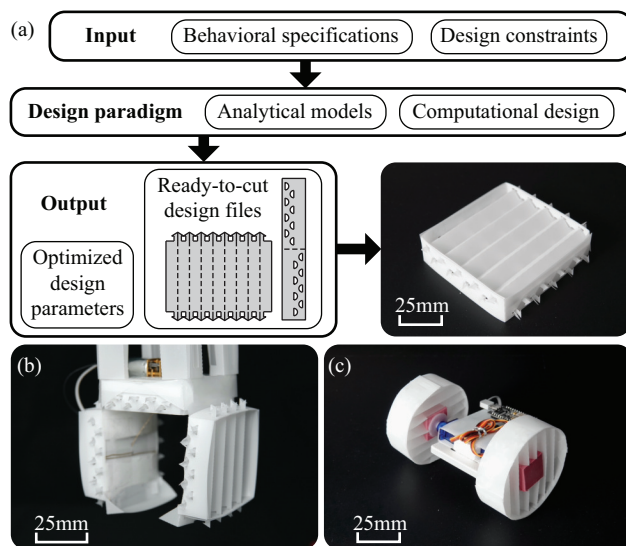 (a)
Input
Behavioral specifications
Design constraints
Design paradigm
Analytical models
Computational design
Output
Optimized
design
parameters
Ready-to-cut
design files
25mm
(b)
25mm
(c)
25mm